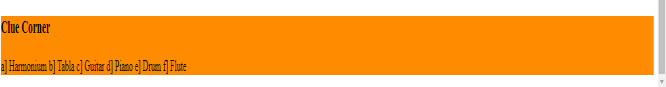 Clue Corner
a] Harmonium b] Tabla c] Guitar d] Piano e] Drum f] Flute